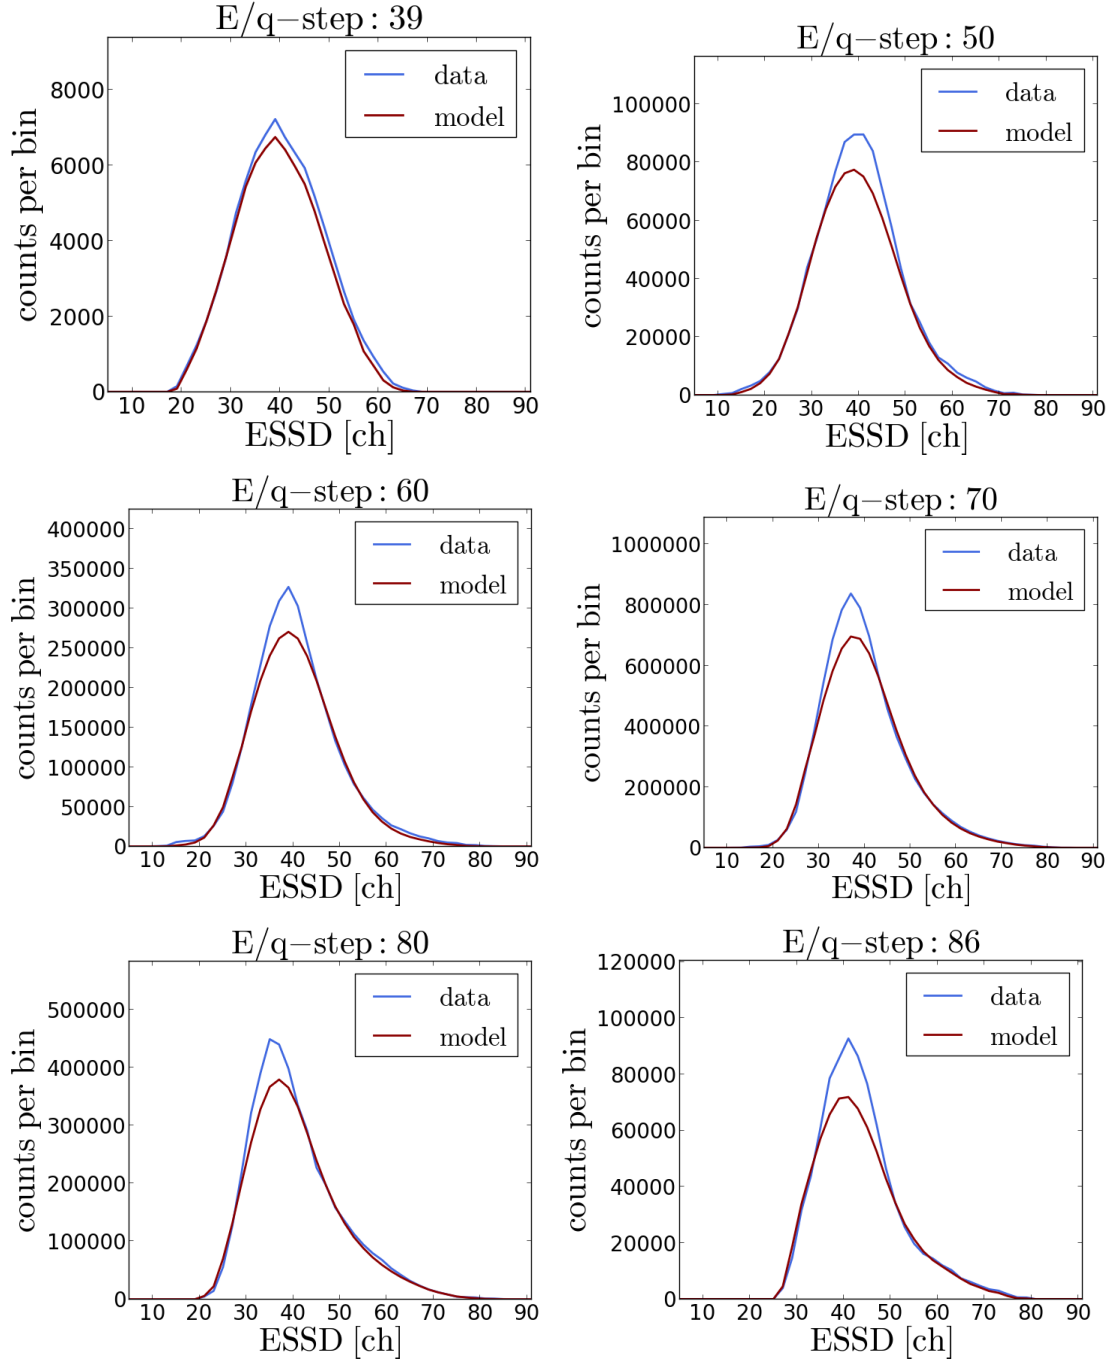 E/q−step: 39
8000
6000
4000
2000
0
counts per bin
data
model
10 20 30 40 50 60 70 80 90
ESSD [ch]
E/q−step: 50
100000
80000
60000
40000
20000
0
counts per bin
data
model
10 20 30 40 50 60 70 80 90
ESSD [ch]
E/q−step: 60
400000
350000
300000
250000
200000
150000
100000
50000
0
counts per bin
data
model
10 20 30 40 50 60 70 80 90
ESSD [ch]
E/q−step: 70
1000000
800000
600000
400000
200000
0
counts per bin
data
model
10 20 30 40 50 60 70 80 90
ESSD [ch]
E/q−step: 80
500000
400000
300000
200000
100000
0
counts per bin
data
model
10 20 30 40 50 60 70 80 90
ESSD [ch]
E/q−step: 86
120000
100000
80000
60000
40000
20000
0
counts per bin
data
model
10 20 30 40 50 60 70 80 90
ESSD [ch]